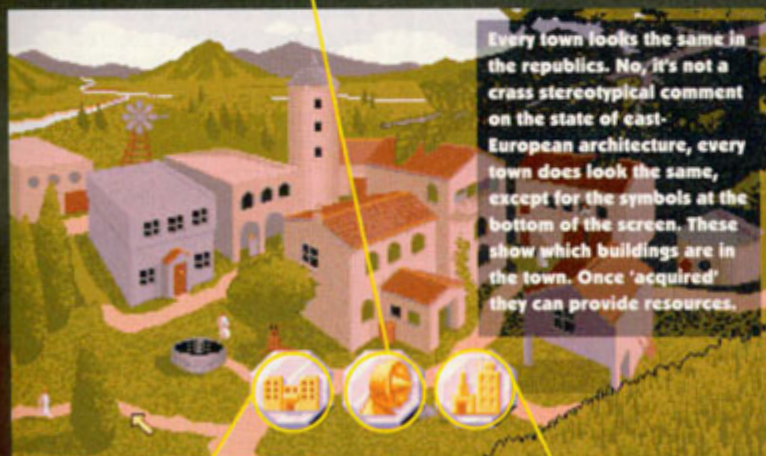 Every town looks the same in
the republics. No, it's not a
crass stereotypical comment
on the state of east-
European architecture, every
town does look the same,
except for the symbols at the
bottom of the screen. These
show which buildings are in
the town. Once 'acquired'
they can provide resources.